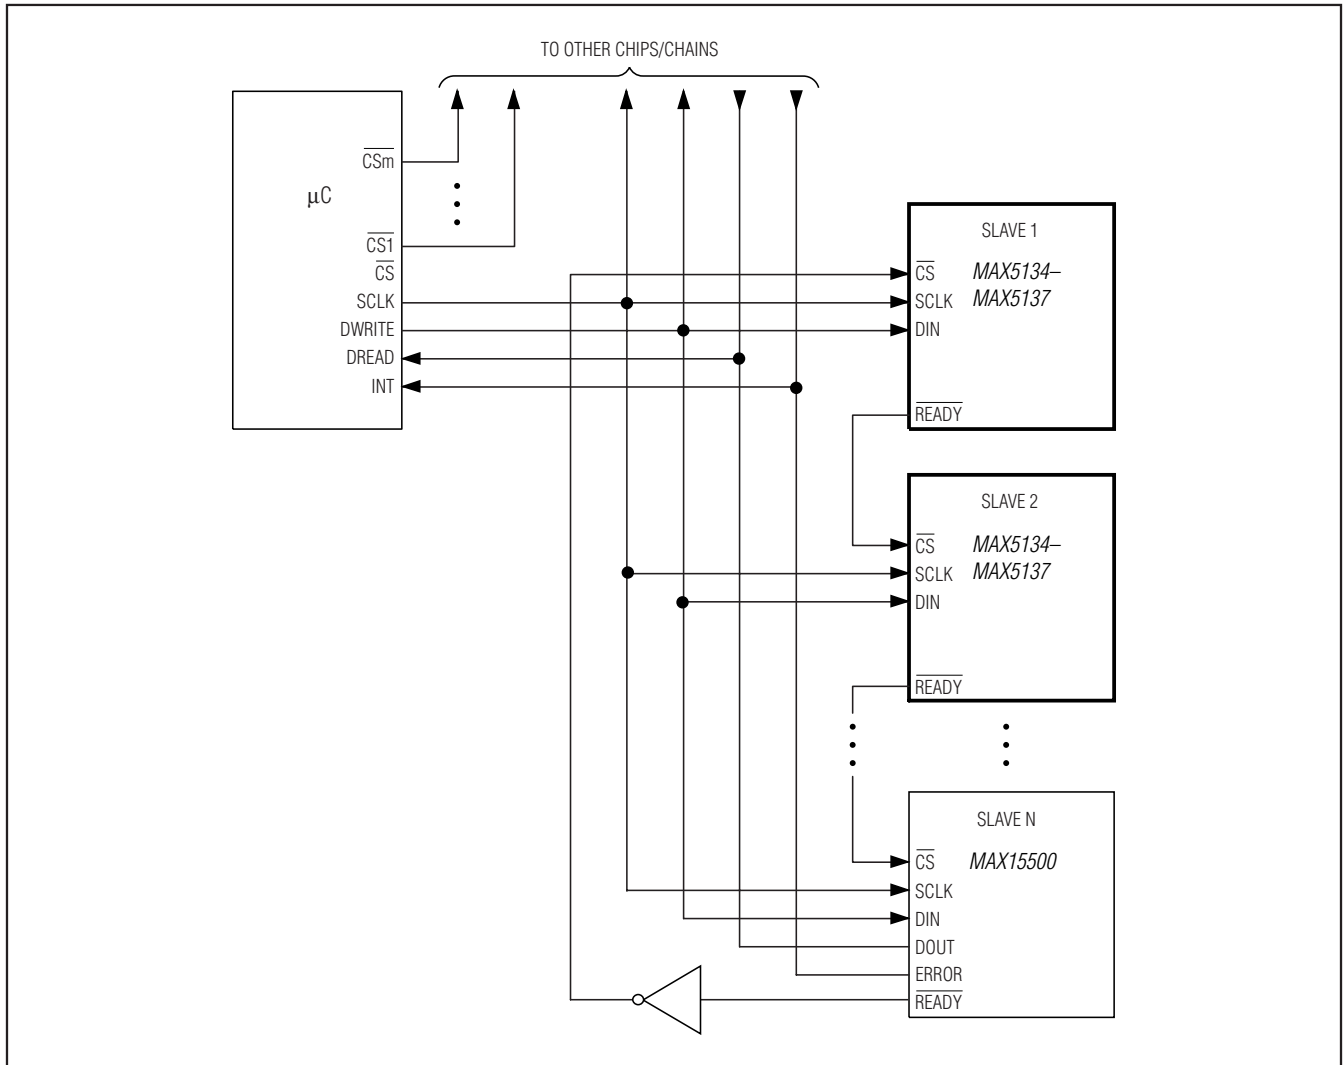 TO OTHER CHIPS/CHAINS
μC
CSm
CS1
CS
SCLK
DWRITE
DREAD
INT
SLAVE 1
CS
MAX5134–
MAX5137
SCLK
DIN
READY
SLAVE 2
CS
MAX5134–
MAX5137
SCLK
DIN
READY
SLAVE N
CS
MAX15500
SCLK
DIN
DOUT
ERROR
READY